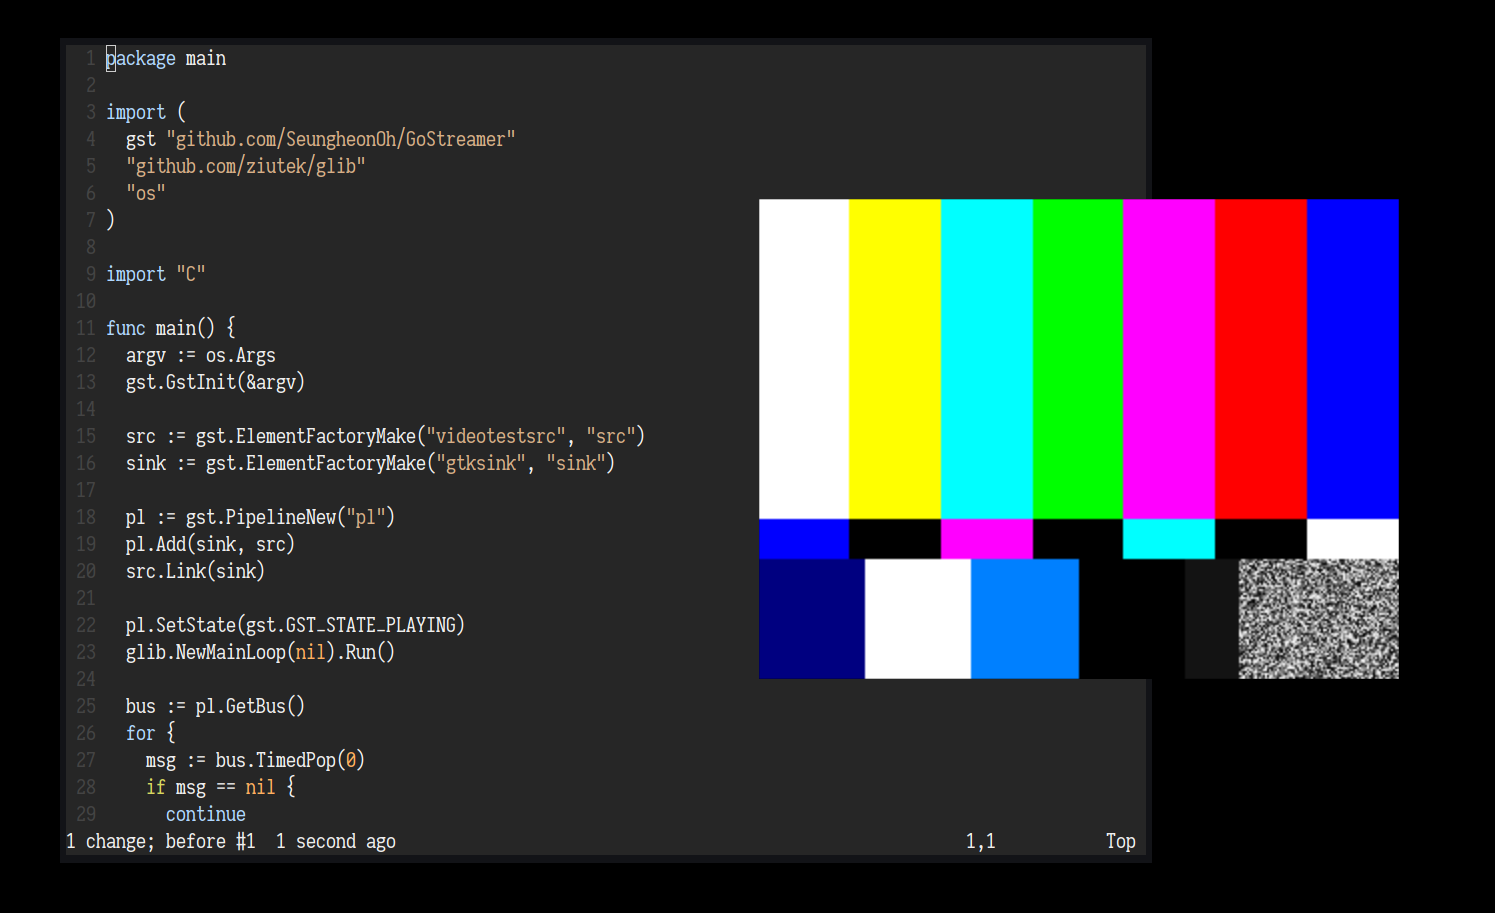 1 package main
2
3 import (
4   gst "github.com/SeungheonOh/GoStreamer"
5   "github.com/ziutek/glib"
6   "os"
7 )
8
9 import "C"
10
11 func main() {
12   argv := os.Args
13   gst.GstInit(&argv)
14
15   src := gst.ElementFactoryMake("videotestsrc", "src")
16   sink := gst.ElementFactoryMake("gtksink", "sink")
17
18   pl := gst.PipelineNew("pl")
19   pl.Add(sink, src)
20   src.Link(sink)
21
22   pl.SetState(gst.GST_STATE_PLAYING)
23   glib.NewMainLoop(nil).Run()
24
25   bus := pl.GetBus()
26   for {
27     msg := bus.TimedPop(0)
28     if msg == nil {
29       continue
1 change; before #1  1 second ago 1,1 Top